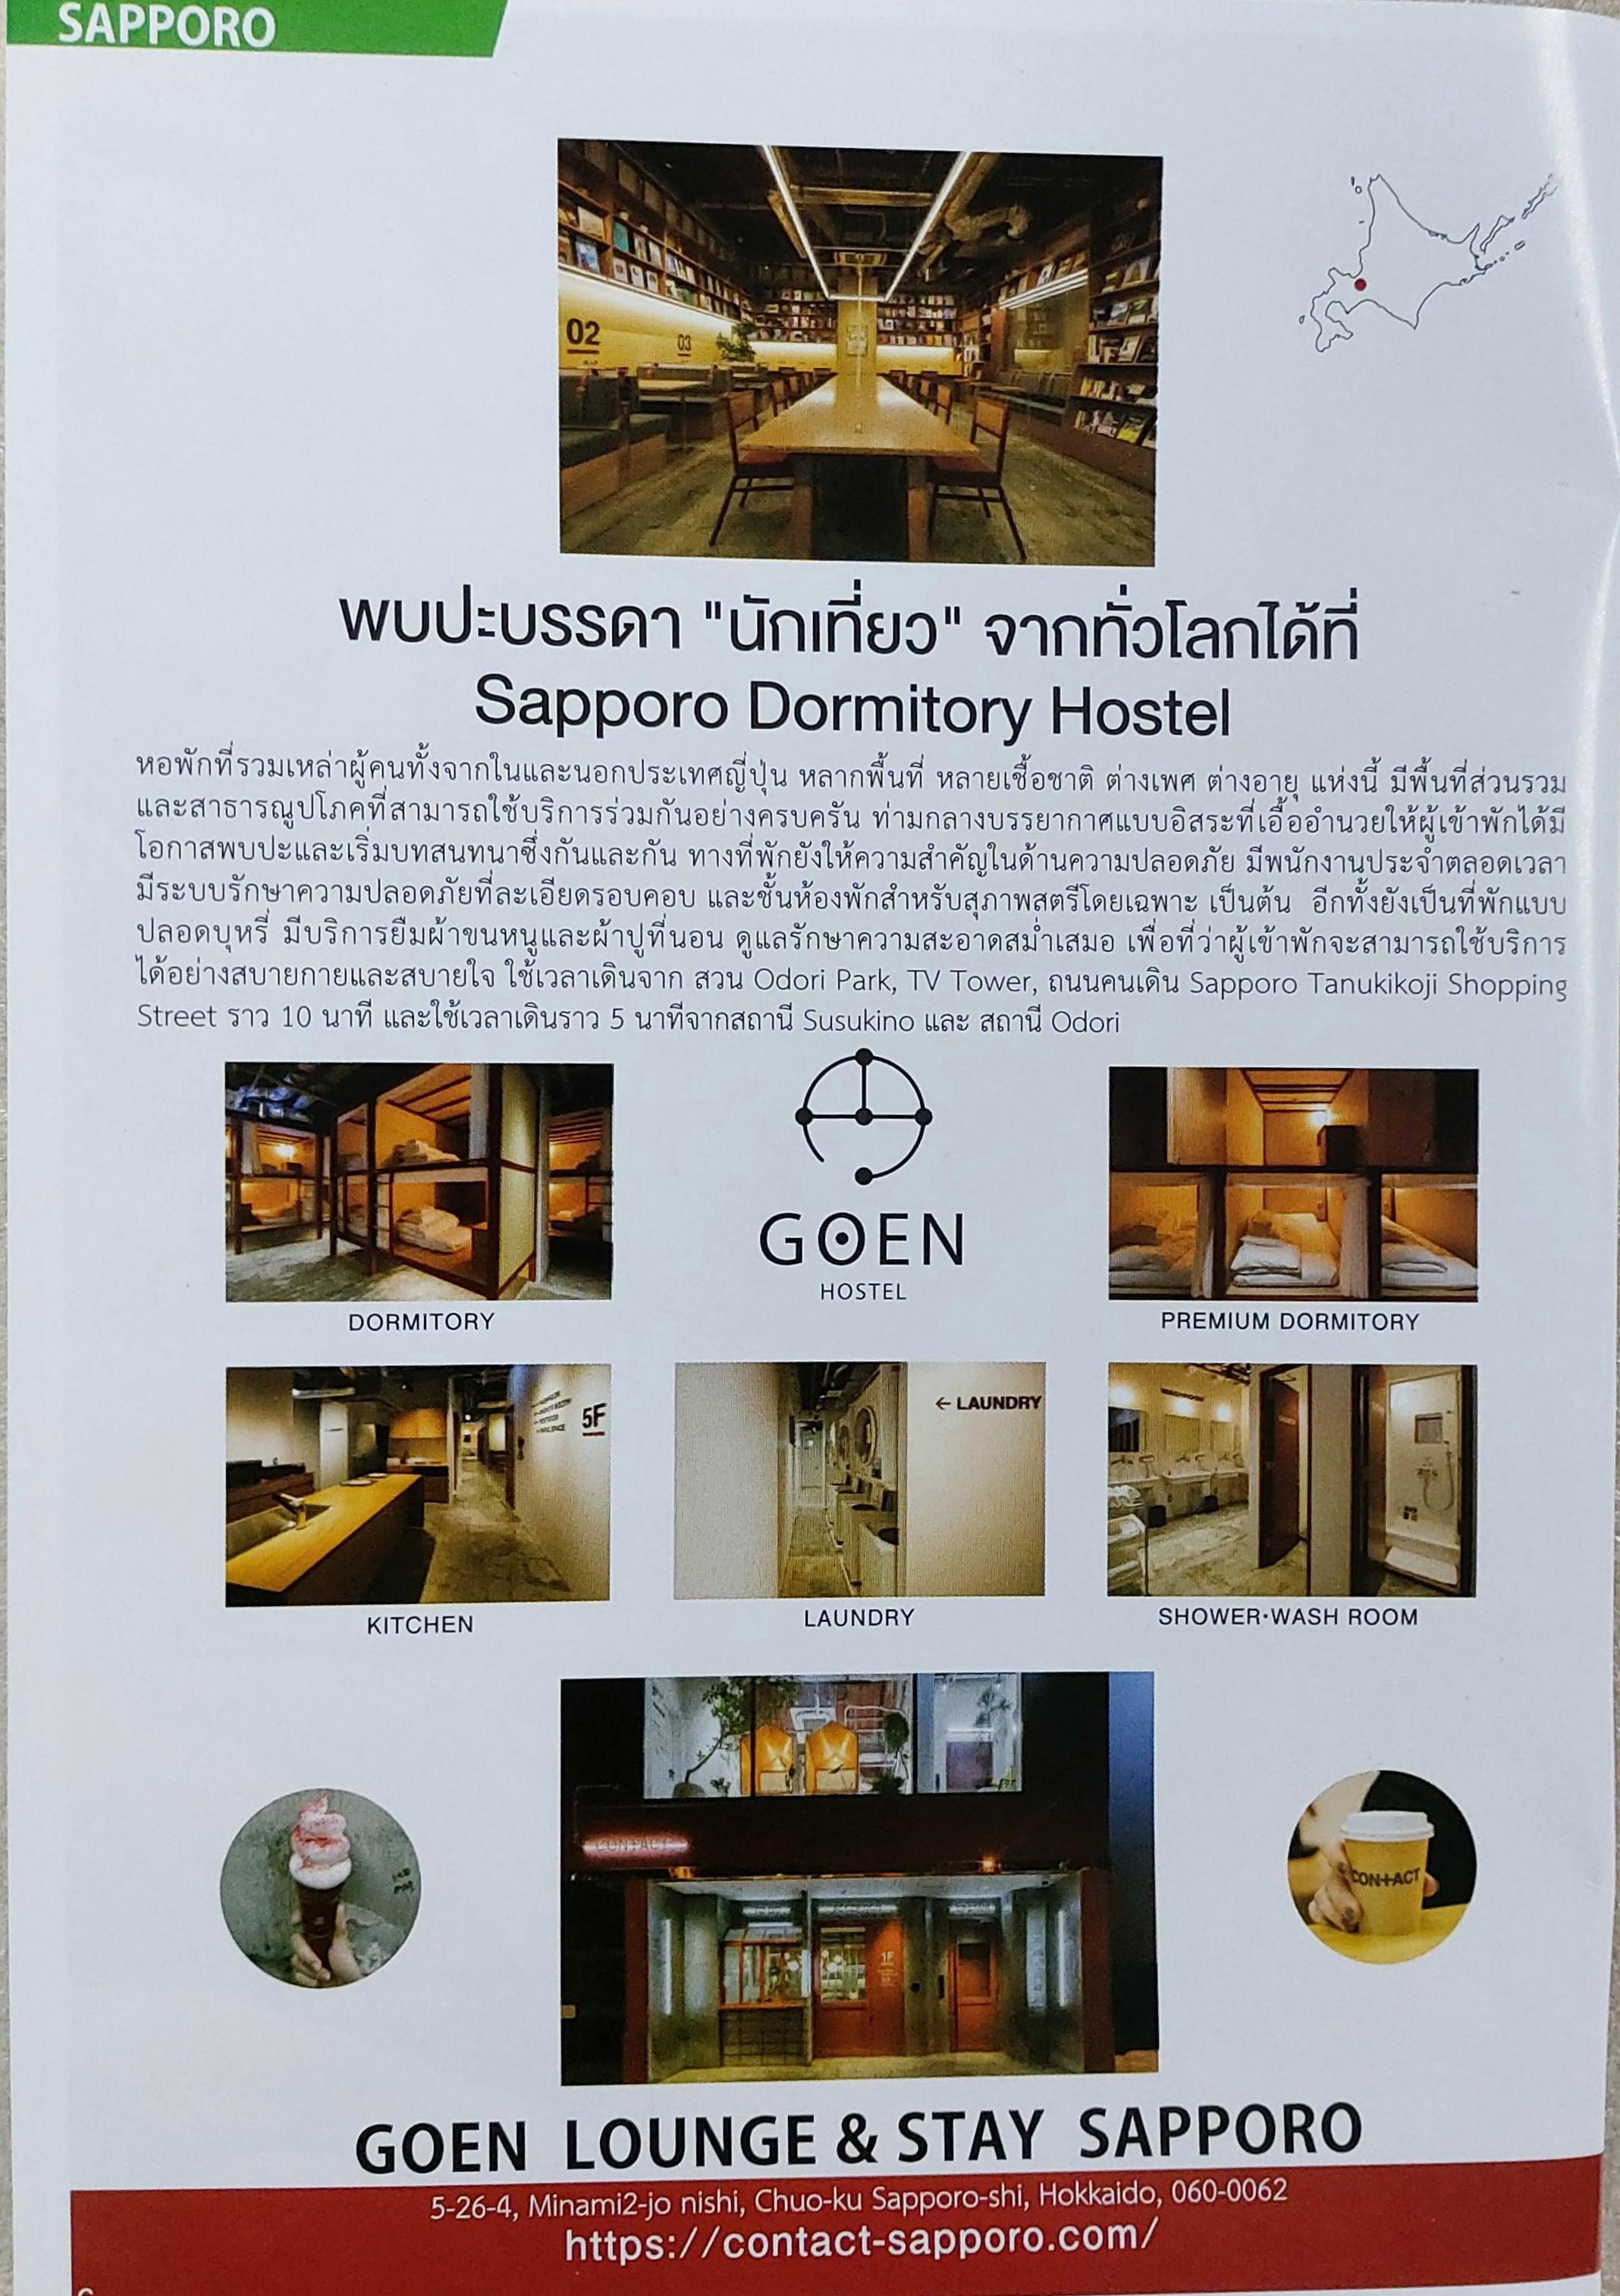 SAPPORO
02
03
พบปะบรรดา "นักเที่ยว" จากทั่วโลกได้ที่
Sapporo Dormitory Hostel
หอพักที่รวมเหล่าผู้คนทั้งจากในและนอกประเทศญี่ปุ่น หลากพื้นที่ หลายเชื้อชาติ ต่างเพศ ต่างอายุ แห่งนี้ มีพื้นที่ส่วนรวม
และสาธารณูปโภคที่สามารถใช้บริการร่วมกันอย่างครบครัน ท่ามกลางบรรยากาศแบบอิสระที่เอื้ออำนวยให้ผู้เข้าพักได้มี
โอกาสพบปะและเริ่มบทสนทนาซึ่งกันและกัน ทางที่พักยังให้ความสำคัญในด้านความปลอดภัย มีพนักงานประจำตลอดเวลา
มีระบบรักษาความปลอดภัยที่ละเอียดรอบคอบ และชั้นห้องพักสำหรับสุภาพสตรีโดยเฉพาะ เป็นต้น อีกทั้งยังเป็นที่พักแบบ
ปลอดบุหรี่ มีบริการยืมผ้าขนหนูและผ้าปูที่นอน ดูแลรักษาความสะอาดสม่ำเสมอ เพื่อที่ว่าผู้เข้าพักจะสามารถใช้บริการ
ได้อย่างสบายกายและสบายใจ ใช้เวลาเดินจาก สวน Odori Park, TV Tower, ถนนคนเดิน Sapporo Tanukikoji Shopping
Street ราว 10 นาที และใช้เวลาเดินราว 5 นาทีจากสถานี Susukino และ สถานี Odori
GOEN
HOSTEL
DORMITORY
PREMIUM DORMITORY
5F
← LAUNDRY
KITCHEN
LAUNDRY
SHOWER·WASH ROOM
CONTACT
1F
CONTACT
GOEN LOUNGE & STAY SAPPORO
5-26-4, Minami2-jo nishi, Chuo-ku Sapporo-shi, Hokkaido, 060-0062
https://contact-sapporo.com/